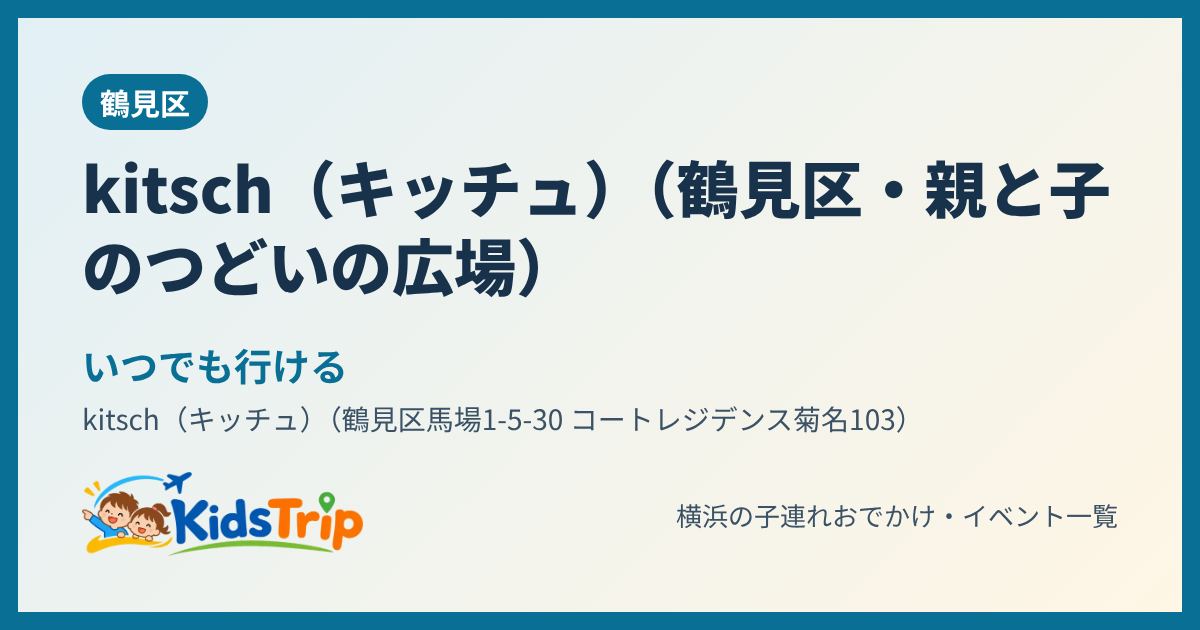 鶴見区
kitsch（キッチュ）（鶴見区・親と子
のつどいの広場）
いつでも行ける
kitsch（キッチュ）（鶴見区馬場1-5-30 コートレジデンス菊名103）
KidsTrip
横浜の子連れおでかけ・イベント一覧